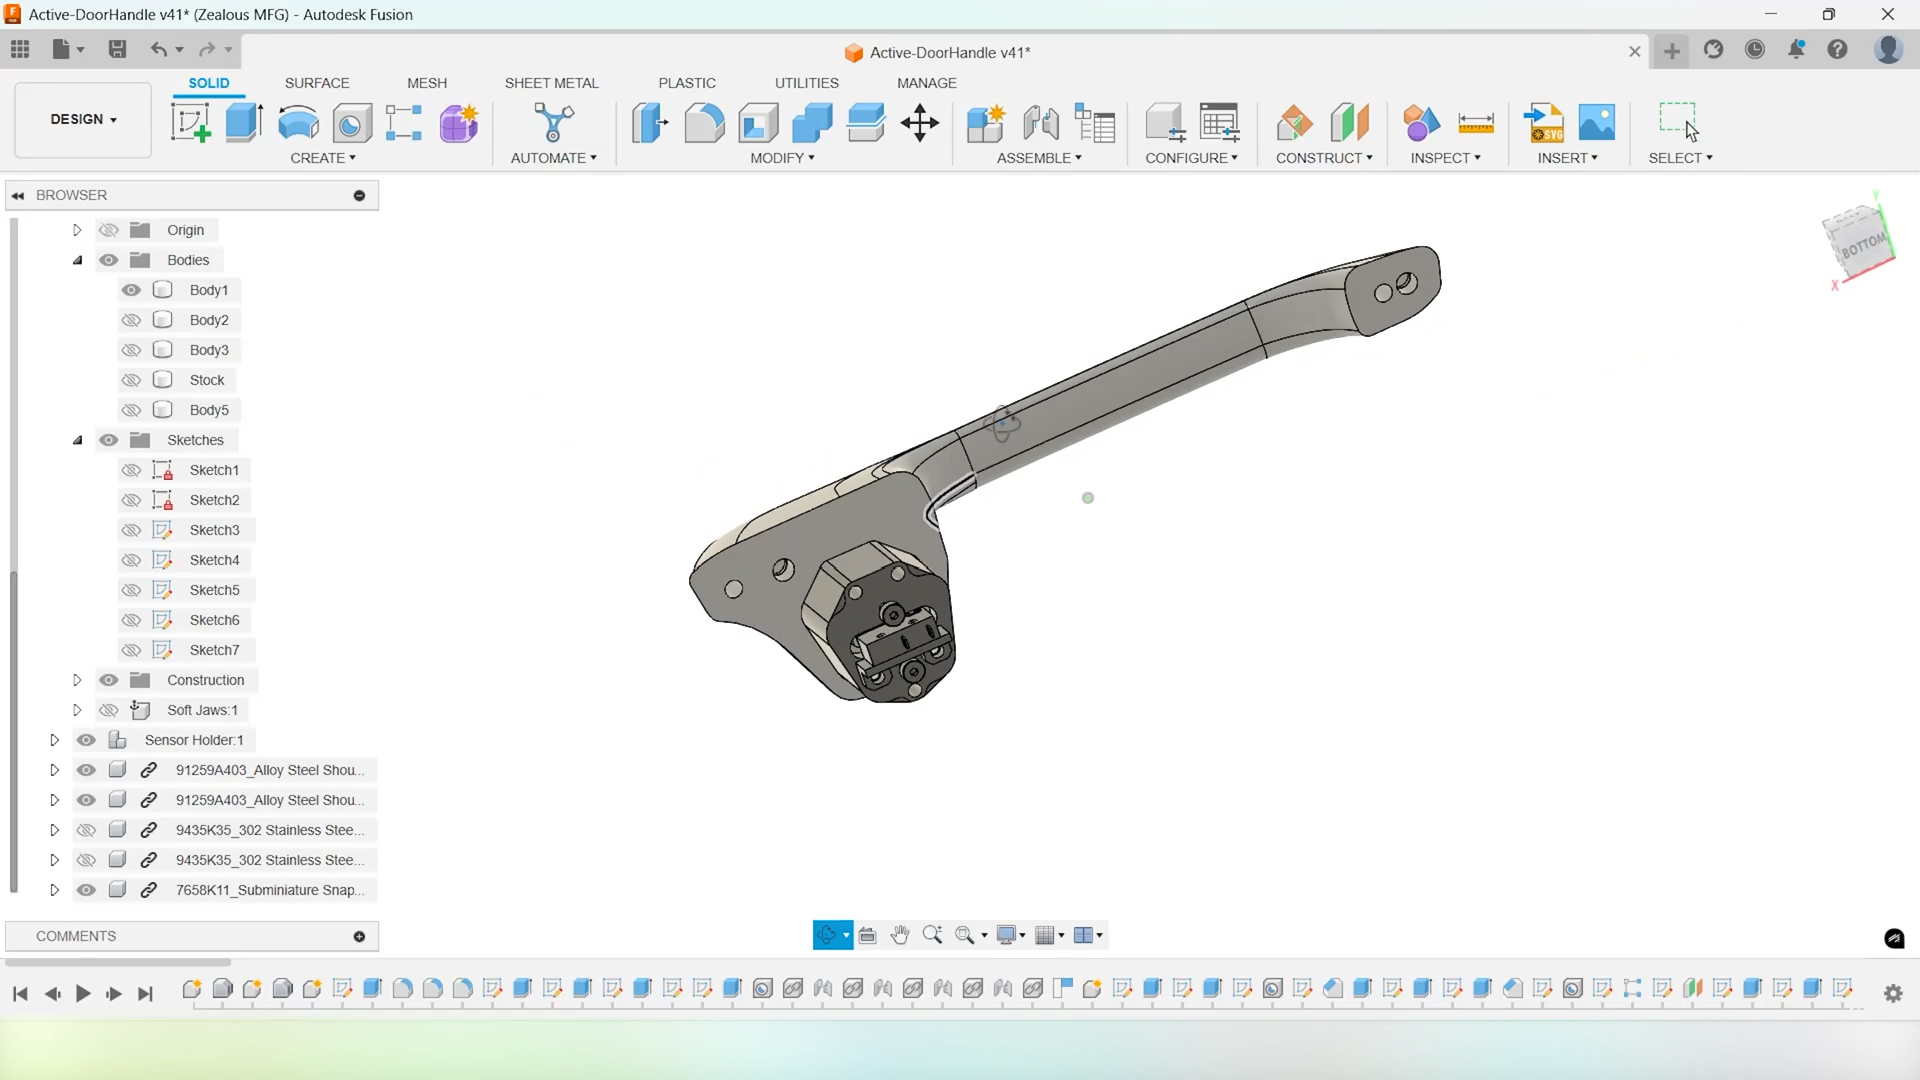 Active-DoorHandle v41* (Zealous MFG) - Autodesk Fusion
Active-DoorHandle v41*
DESIGN
SOLID SURFACE MESH SHEET METAL PLASTIC UTILITIES MANAGE
SVG
CREATE AUTOMATE MODIFY ASSEMBLE CONFIGURE CONSTRUCT INSPECT INSERT SELECT
BROWSER
Origin
Bodies
Body1
Body2
Body3
Stock
Body5
Sketches
Sketch1
Sketch2
Sketch3
Sketch4
Sketch5
Sketch6
Sketch7
Construction
Soft Jaws:1
Sensor Holder:1
91259A403_Alloy Steel Shou...
91259A403_Alloy Steel Shou...
9435K35_302 Stainless Stee...
9435K35_302 Stainless Stee...
7658K11_Subminiature Snap...
Y
BOTTOM
X
COMMENTS